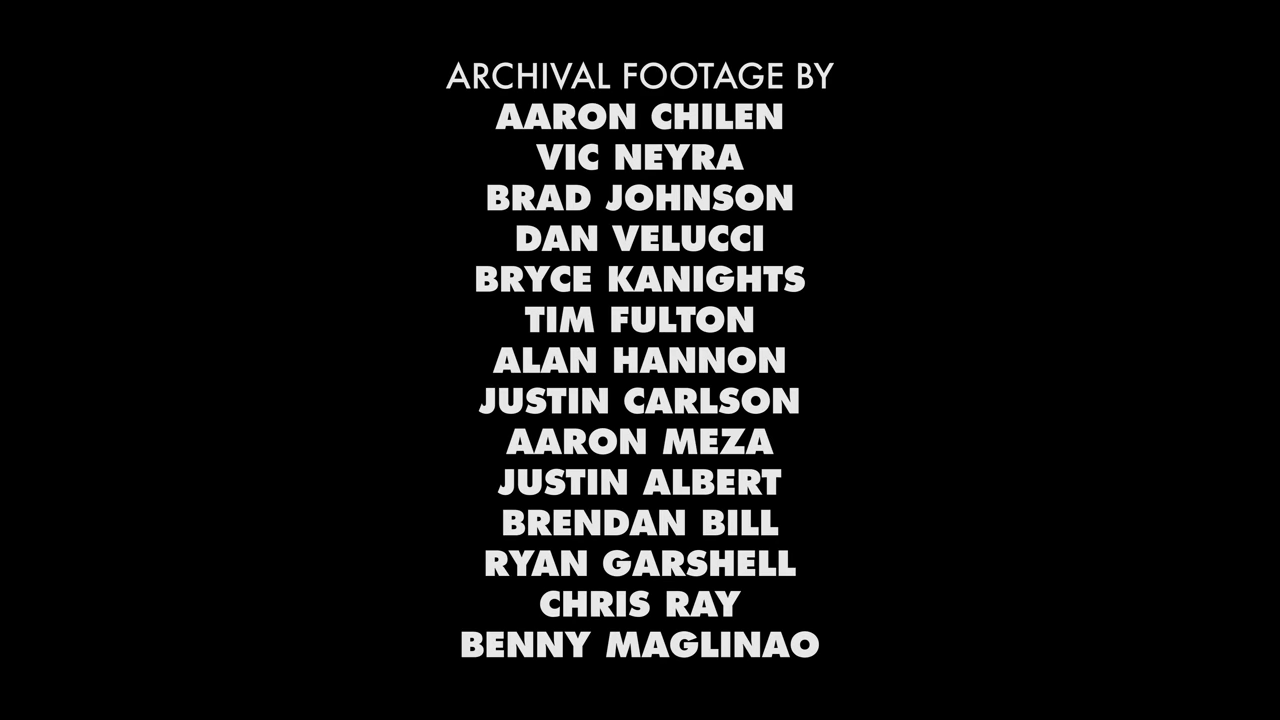 ARCHIVAL FOOTAGE BY
AARON CHILEN
VIC NEYRA
BRAD JOHNSON
DAN VELUCCI
BRYCE KANIGHTS
TIM FULTON
ALAN HANNON
JUSTIN CARLSON
AARON MEZA
JUSTIN ALBERT
BRENDAN BILL
RYAN GARSHELL
CHRIS RAY
BENNY MAGLINAO